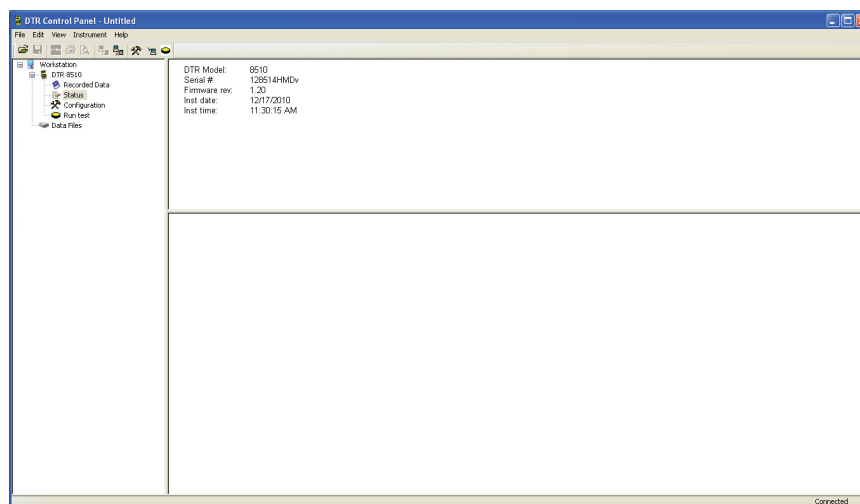 DTR Control Panel - Untitled
File Edit View Instrument Help
Workstation
DTR 8510
Recorded Data
Status
Configuration
Run test
Data Files
DTR Model: 8510
Serial #: 128514HMDv
Firmware rev: 1.20
Inst date: 12/17/2010
Inst time: 11:30:15 AM
Connected